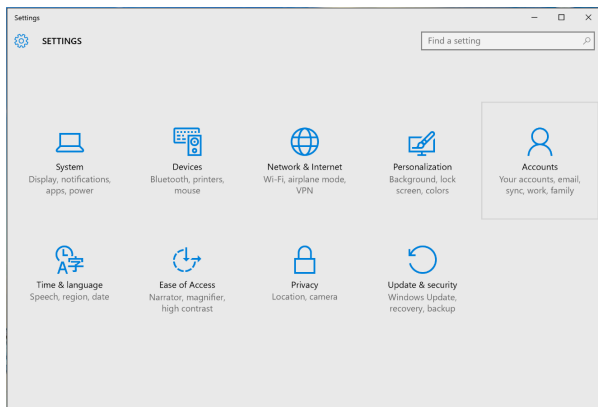 Settings
SETTINGS
Find a setting
System
Display, notifications,
apps, power
Devices
Bluetooth, printers,
mouse
Network & Internet
Wi-Fi, airplane mode,
VPN
Personalization
Background, lock
screen, colors
Accounts
Your accounts, email,
sync, work, family
A字
Time & language
Speech, region, date
Ease of Access
Narrator, magnifier,
high contrast
Privacy
Location, camera
Update & security
Windows Update,
recovery, backup